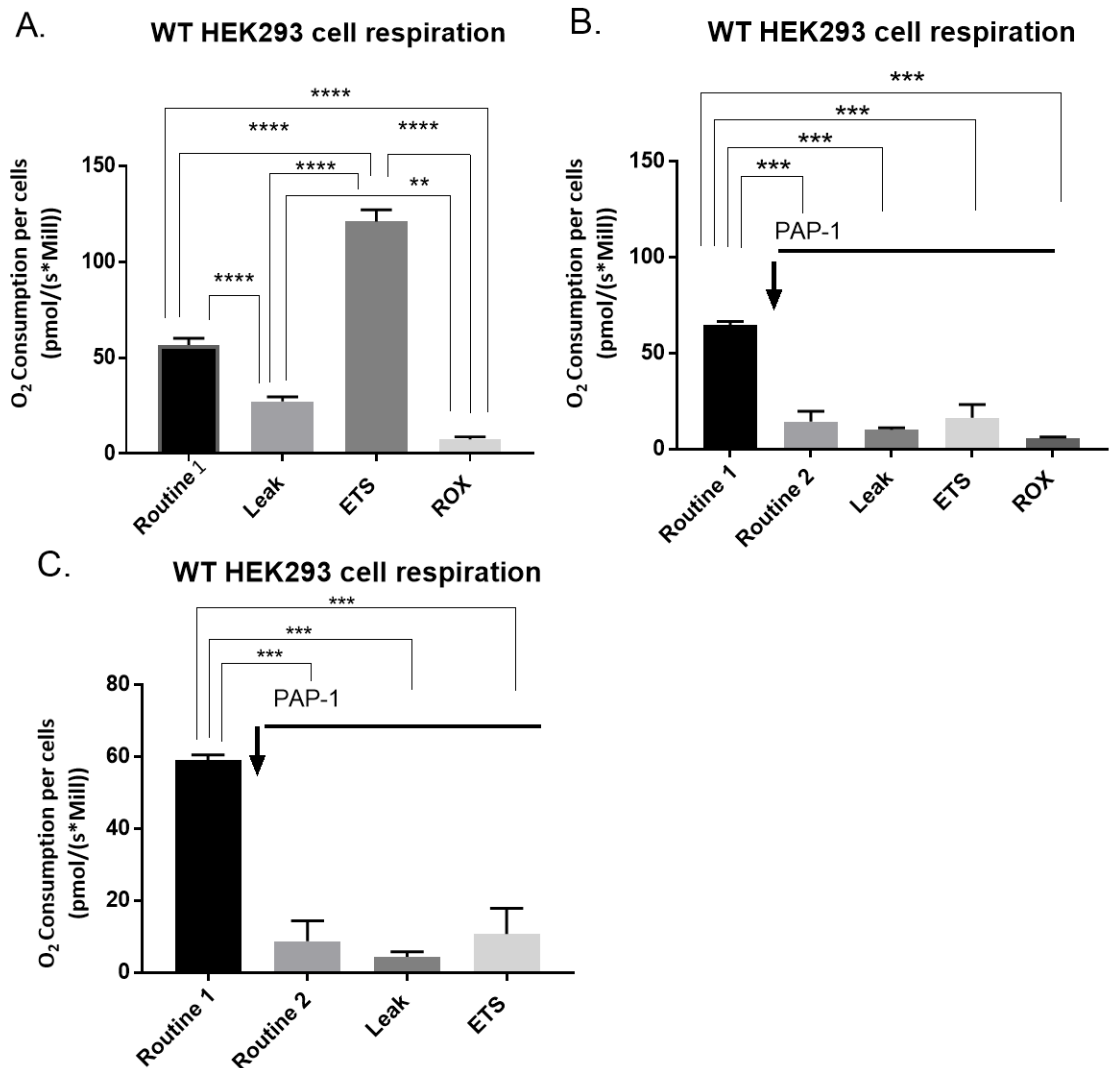 A.
WT HEK293 cell respiration
****
****
****
****
**
****
O₂ Consumption per cells
(pmol/(s*Mill))
150
100
50
0
Routine 1
Leak
ETS
ROX
B.
WT HEK293 cell respiration
***
***
***
***
PAP-1
O₂ Consumption per cells
(pmol/(s*Mill))
150
100
50
0
Routine 1
Routine 2
Leak
ETS
ROX
C.
WT HEK293 cell respiration
***
***
***
PAP-1
O₂ Consumption per cells
(pmol/(s*Mill))
80
60
40
20
0
Routine 1
Routine 2
Leak
ETS